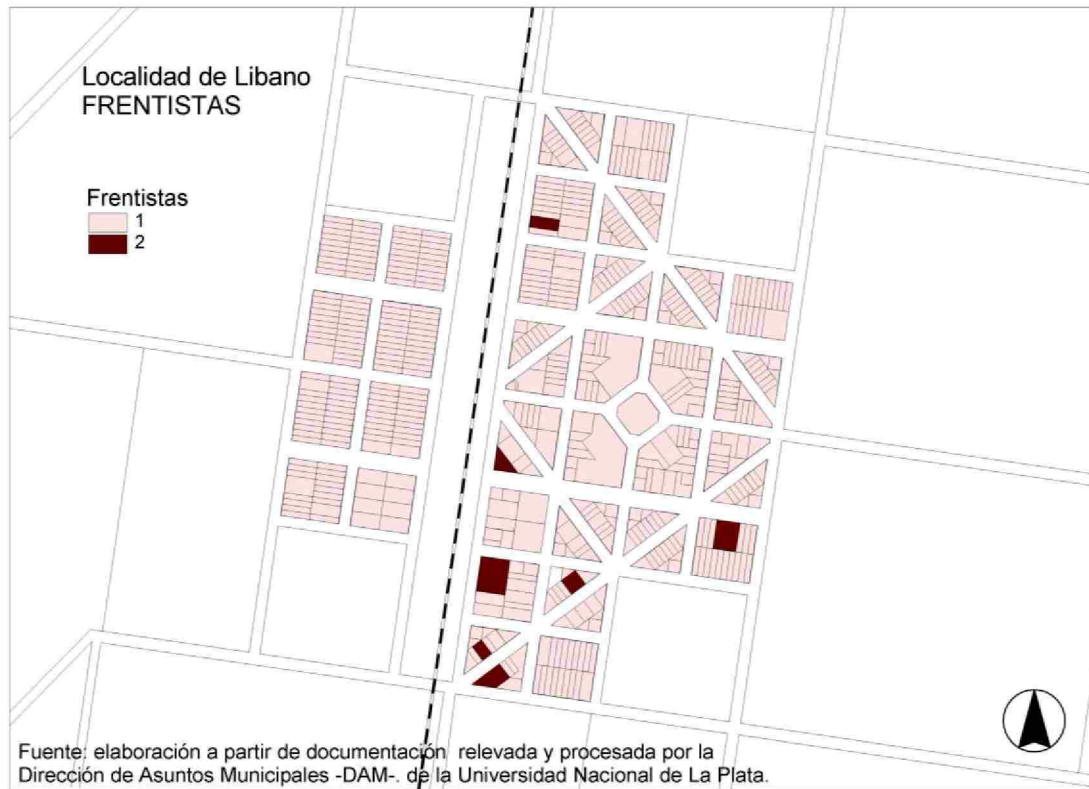 Localidad de Libano
FRENTISTAS
Frentistas
1
2
Fuente: elaboración a partir de documentación relevada y procesada por la
Dirección de Asuntos Municipales -DAM-. de la Universidad Nacional de La Plata.